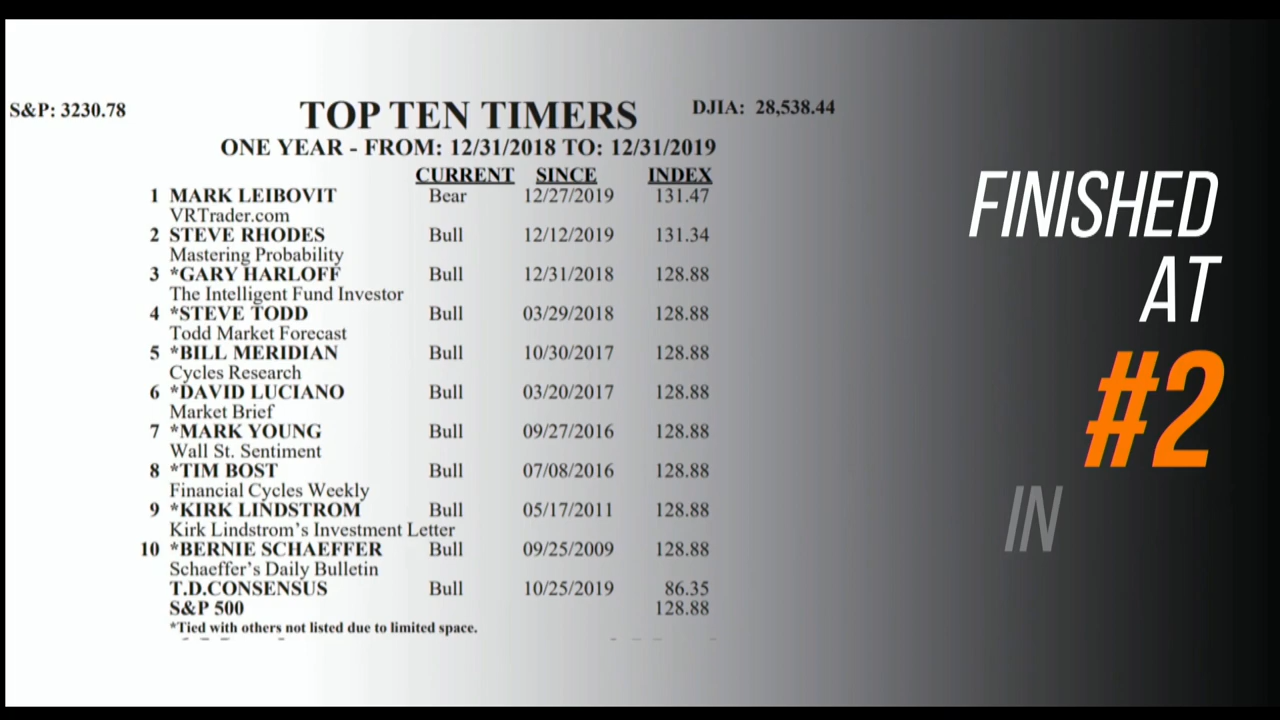 S&P: 3230.78
TOP TEN TIMERS
DJIA: 28,538.44
ONE YEAR - FROM: 12/31/2018 TO: 12/31/2019
CURRENT SINCE INDEX
1 MARK LEIBOVIT Bear 12/27/2019 131.47
VRTrader.com
2 STEVE RHODES Bull 12/12/2019 131.34
Mastering Probability
3 *GARY HARLOFF Bull 12/31/2018 128.88
The Intelligent Fund Investor
4 *STEVE TODD Bull 03/29/2018 128.88
Todd Market Forecast
5 *BILL MERIDIAN Bull 10/30/2017 128.88
Cycles Research
6 *DAVID LUCIANO Bull 03/20/2017 128.88
Market Brief
7 *MARK YOUNG Bull 09/27/2016 128.88
Wall St. Sentiment
8 *TIM BOST Bull 07/08/2016 128.88
Financial Cycles Weekly
9 *KIRK LINDSTROM Bull 05/17/2011 128.88
Kirk Lindstrom's Investment Letter
10 *BERNIE SCHAEFFER Bull 09/25/2009 128.88
Schaeffer's Daily Bulletin
T.D.CONSENSUS Bull 10/25/2019 86.35
S&P 500 128.88
*Tied with others not listed due to limited space.
FINISHED
AT
#2
IN